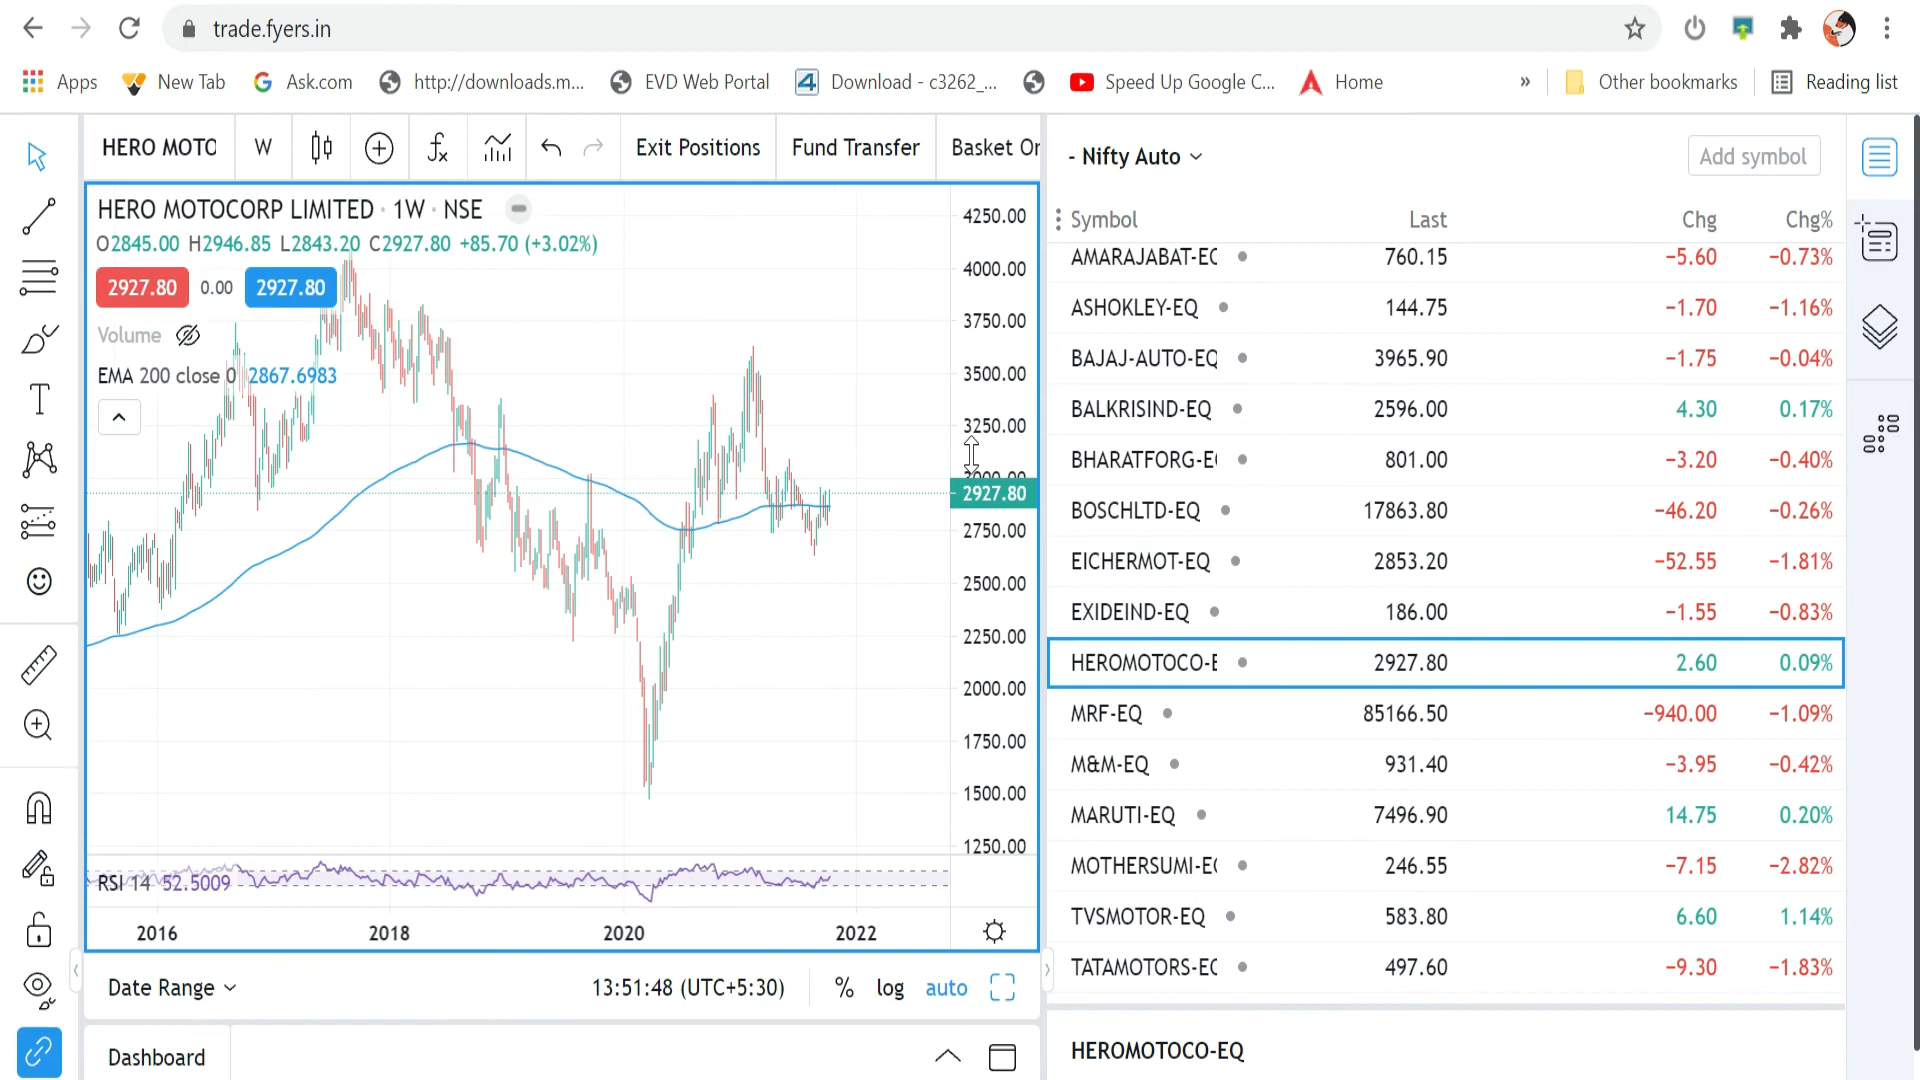 trade.fyers.in
Apps New Tab Ask.com http://downloads.m... EVD Web Portal Download - c3262_... Speed Up Google C... Home » Other bookmarks Reading list
HERO MOTO W Exit Positions Fund Transfer Basket Or
HERO MOTOCORP LIMITED · 1W · NSE
O2845.00 H2946.85 L2843.20 C2927.80 +85.70 (+3.02%)
2927.80 0.00 2927.80
Volume
EMA 200 close 0 2867.6983
4250.00
4000.00
3750.00
3500.00
3250.00
2927.80
2750.00
2500.00
2250.00
2000.00
1750.00
1500.00
1250.00
RSI 14 52.5009
2016 2018 2020 2022
Date Range 13:51:48 (UTC+5:30) % log auto
Dashboard
- Nifty Auto Add symbol
Symbol Last Chg Chg%
AMARAJABAT-EQ 760.15 −5.60 −0.73%
ASHOKLEY-EQ 144.75 −1.70 −1.16%
BAJAJ-AUTO-EQ 3965.90 −1.75 −0.04%
BALKRISIND-EQ 2596.00 4.30 0.17%
BHARATFORG-E 801.00 −3.20 −0.40%
BOSCHLTD-EQ 17863.80 −46.20 −0.26%
EICHERMOT-EQ 2853.20 −52.55 −1.81%
EXIDEIND-EQ 186.00 −1.55 −0.83%
HEROMOTOCO-E 2927.80 2.60 0.09%
MRF-EQ 85166.50 −940.00 −1.09%
M&M-EQ 931.40 −3.95 −0.42%
MARUTI-EQ 7496.90 14.75 0.20%
MOTHERSUMI-EQ 246.55 −7.15 −2.82%
TVSMOTOR-EQ 583.80 6.60 1.14%
TATAMOTORS-EQ 497.60 −9.30 −1.83%
HEROMOTOCO-EQ